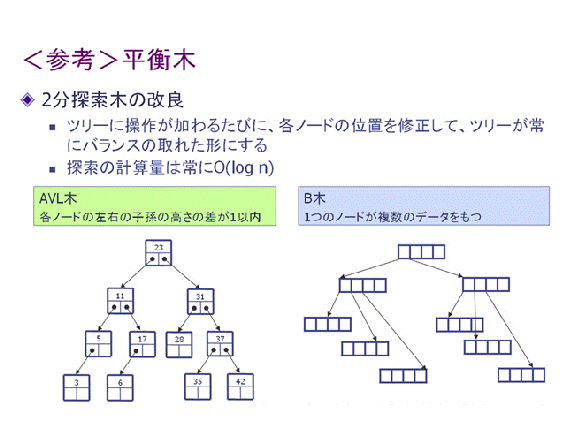 ＜参考＞平衡木
2分探索木の改良
ツリーに操作が加わるたびに、各ノードの位置を修正して、ツリーが常
にバランスの取れた形にする
探索の計算量は常にO(log n)
AVL木
各ノードの左右の子孫の高さの差が1以内
B木
1つのノードが複数のデータをもつ
23
11
31
5
17
28
37
3
6
35
42